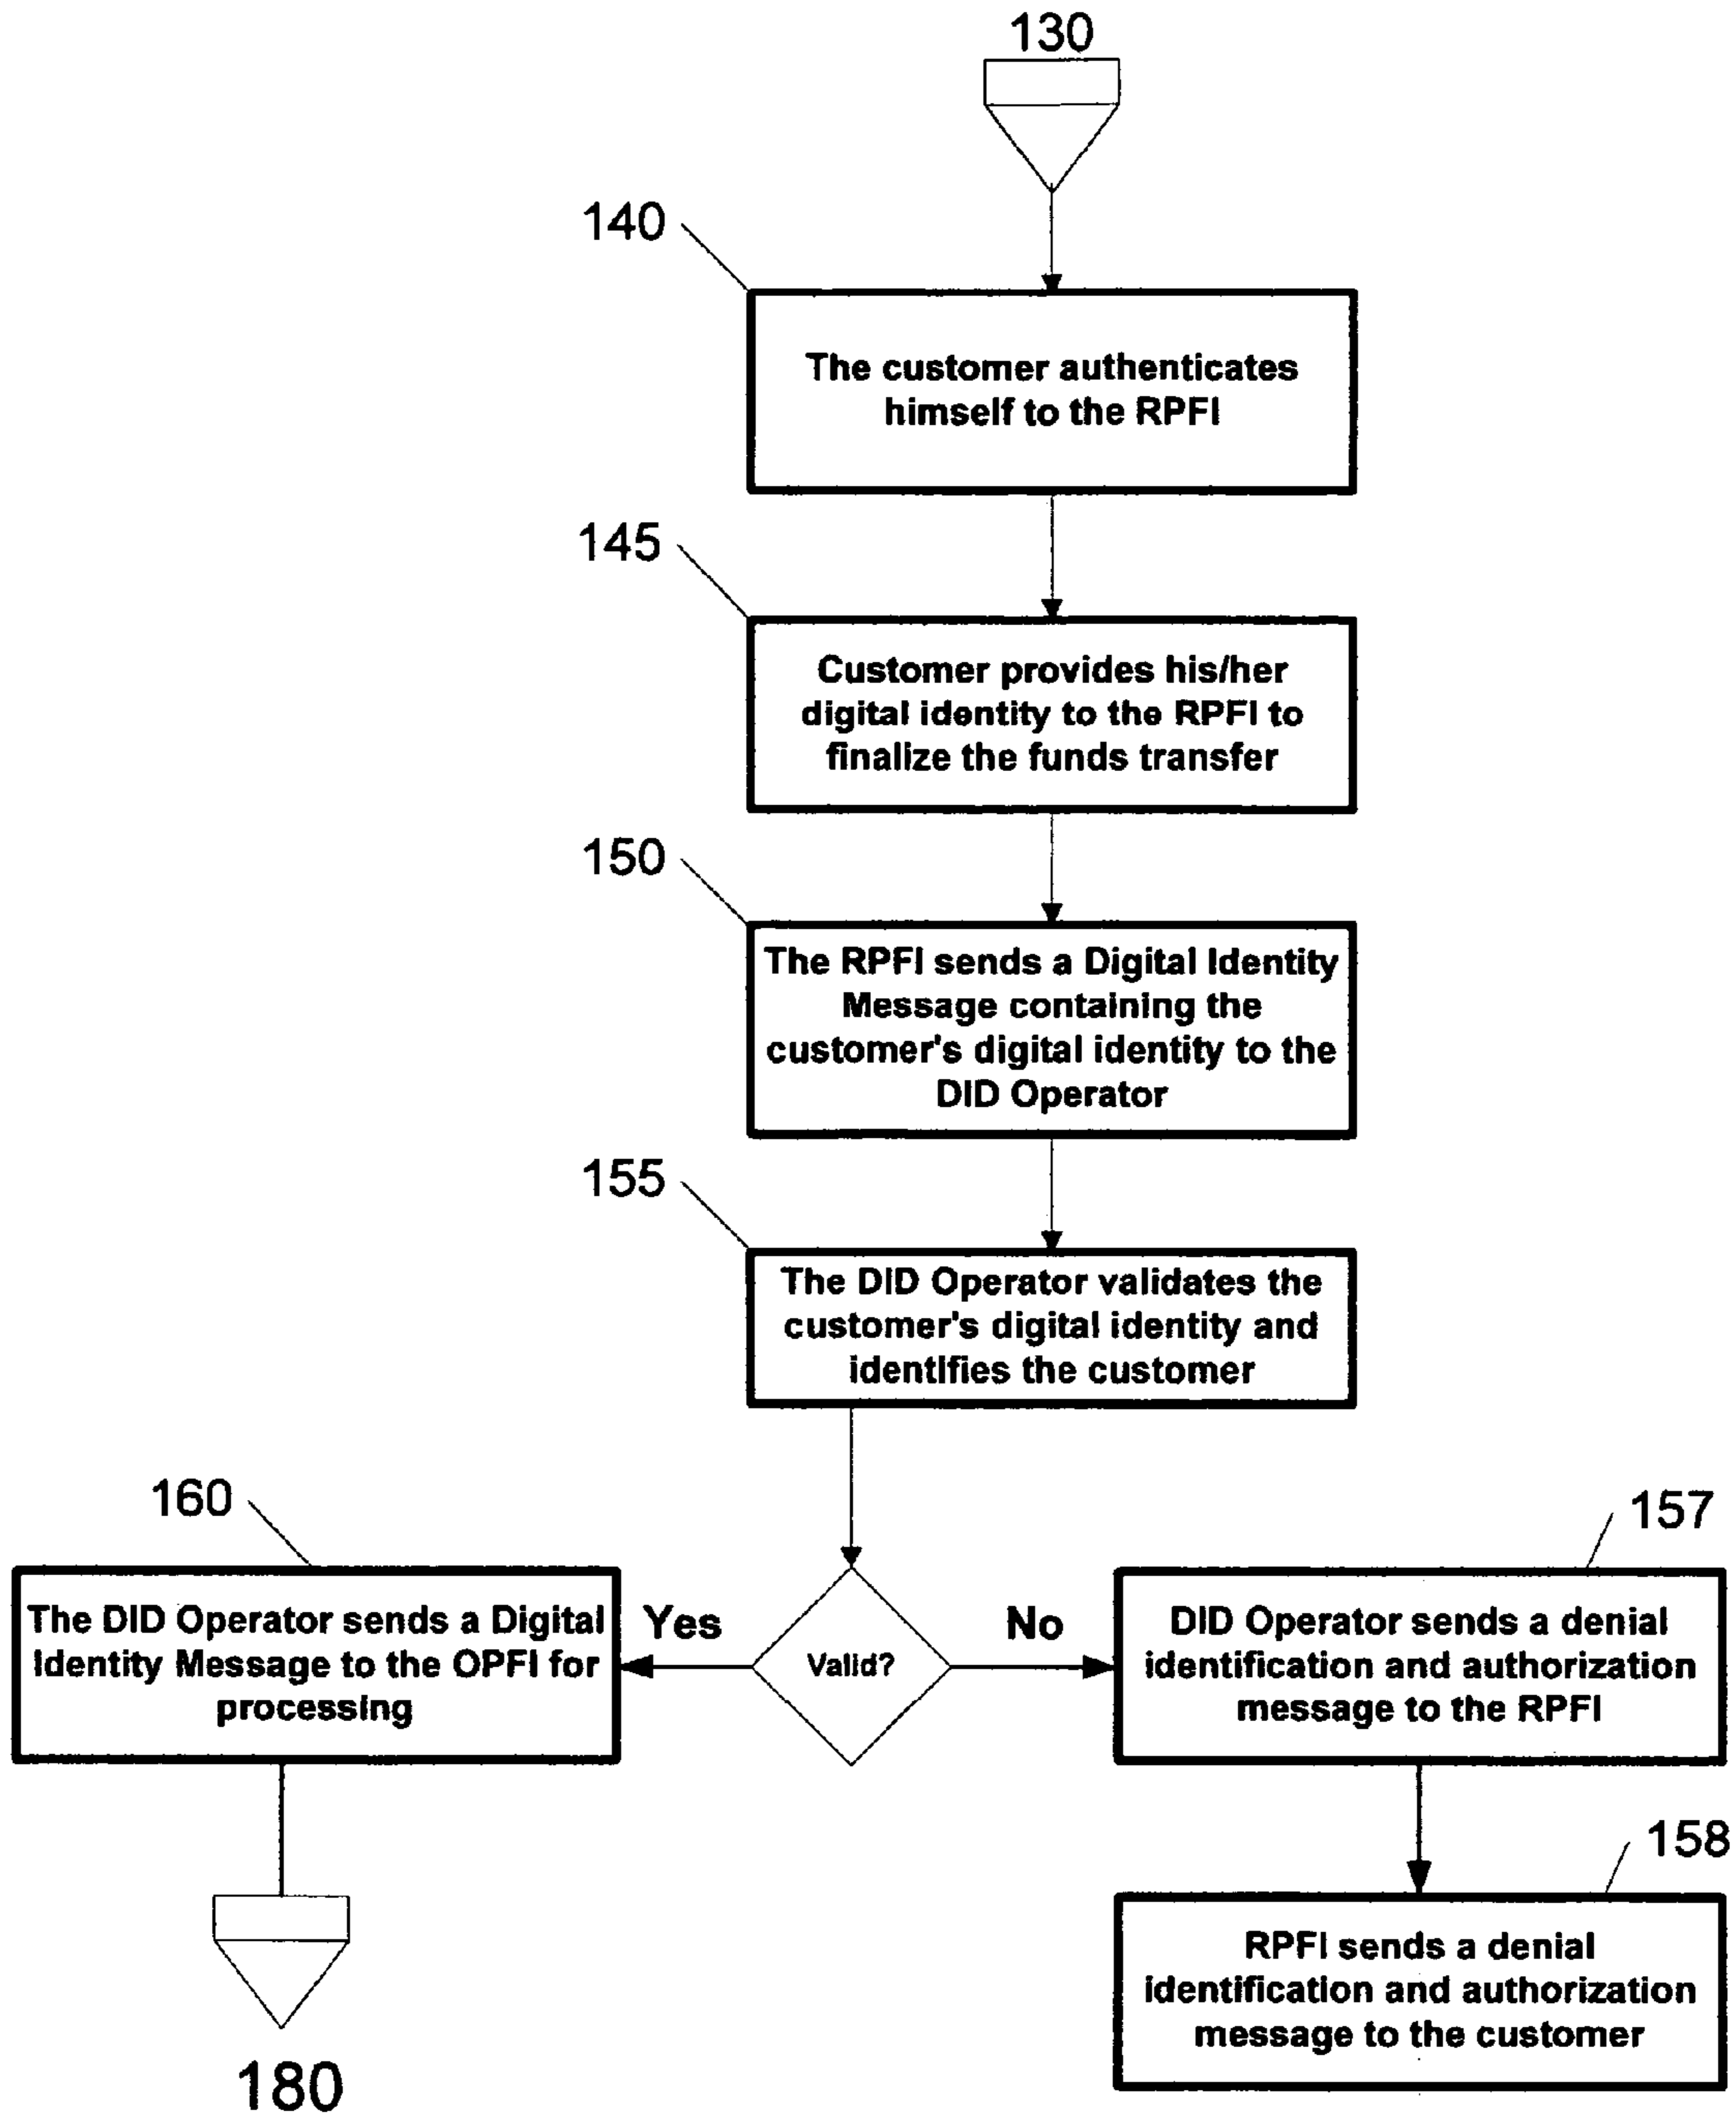 130
140
The customer authenticates
himself to the RPFI
145
Customer provides his/her
digital identity to the RPFI to
finalize the funds transfer
150
The RPFI sends a Digital Identity
Message containing the
customer's digital identity to the
DID Operator
155
The DID Operator validates the
customer's digital identity and
identifies the customer
160
The DID Operator sends a Digital
Identity Message to the OPFI for
processing
Yes
Valid?
No
157
DID Operator sends a denial
identification and authorization
message to the RPFI
158
RPFI sends a denial
identification and authorization
message to the customer
180